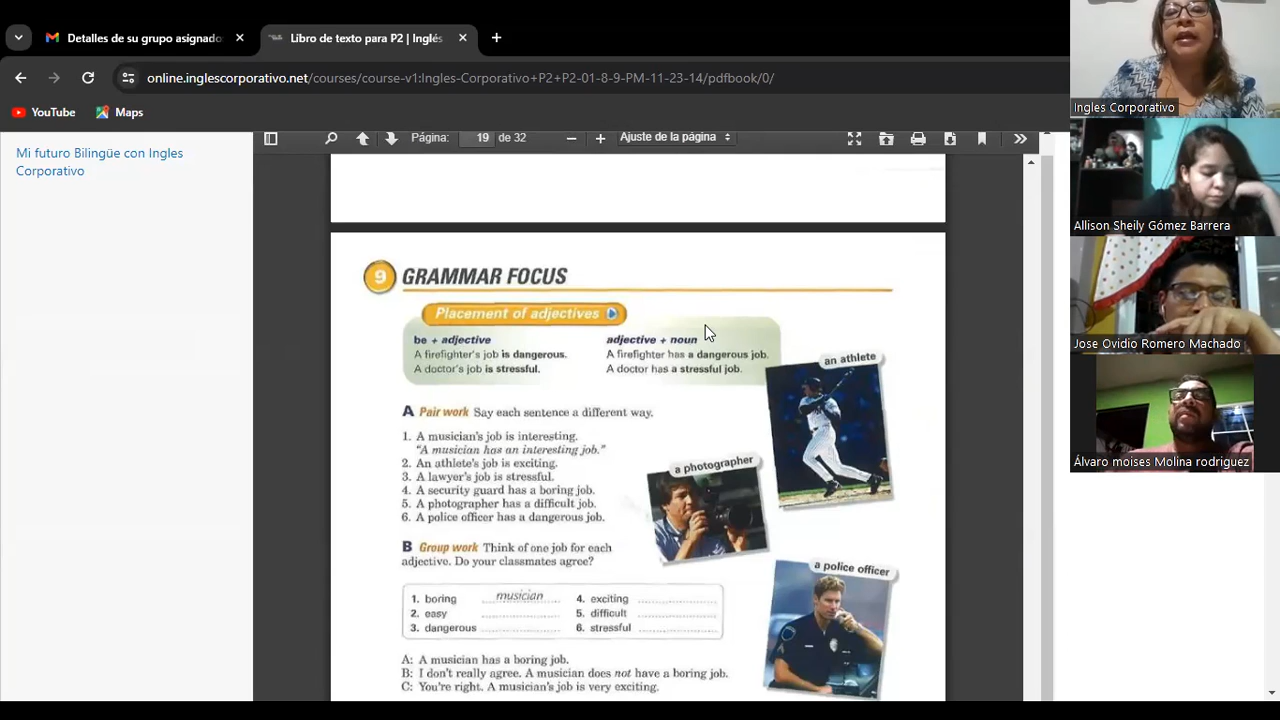 Detalles de su grupo asignado
Libro de texto para P2 | Inglés
online.inglescorporativo.net/courses/course-v1:Ingles-Corporativo+P2+P2-01-8-9-PM-11-23-14/pdfbook/0/
YouTube
Maps
Mi futuro Bilingüe con Ingles
Corporativo
Página: 19 de 32
Ajuste de la página
9 GRAMMAR FOCUS
Placement of adjectives
be + adjective
A firefighter's job is dangerous.
A doctor's job is stressful.
adjective + noun
A firefighter has a dangerous job.
A doctor has a stressful job.
an athlete
A Pair work Say each sentence a different way.
1. A musician's job is interesting.
"A musician has an interesting job."
2. An athlete's job is exciting.
3. A lawyer's job is stressful.
4. A security guard has a boring job.
5. A photographer has a difficult job.
6. A police officer has a dangerous job.
a photographer
B Group work Think of one job for each
adjective. Do your classmates agree?
a police officer
1. boring musician
2. easy
3. dangerous
4. exciting
5. difficult
6. stressful
A: A musician has a boring job.
B: I don't really agree. A musician does not have a boring job.
C: You're right. A musician's job is very exciting.
Ingles Corporativo
Allison Sheily Gómez Barrera
Jose Ovidio Romero Machado
Álvaro moises Molina rodriguez